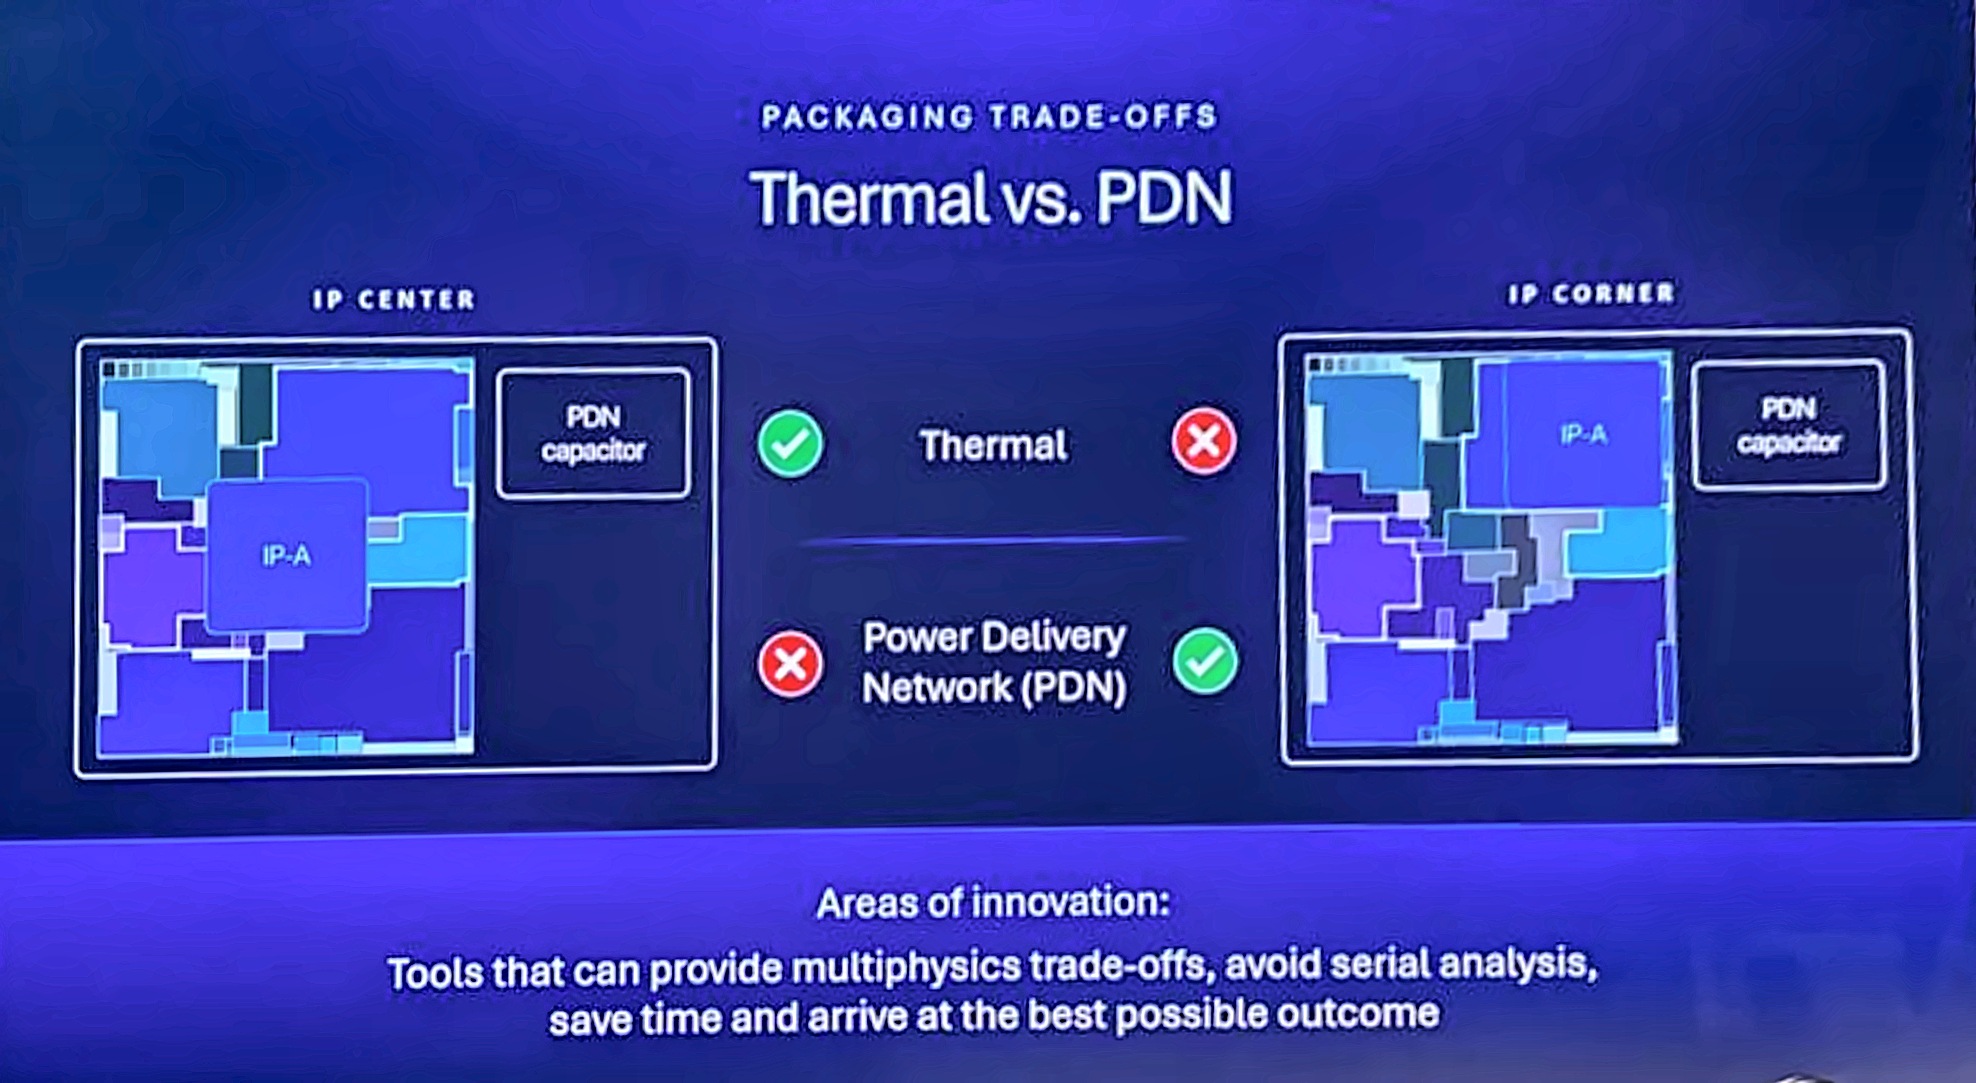 PACKAGING TRADE-OFFS
Thermal vs. PDN
IP CENTER
IP CORNER
PDN
capacitor
IP-A
Thermal
Power Delivery
Network (PDN)
IP-A
PDN
capacitor
Areas of innovation:
Tools that can provide multiphysics trade-offs, avoid serial analysis,
save time and arrive at the best possible outcome